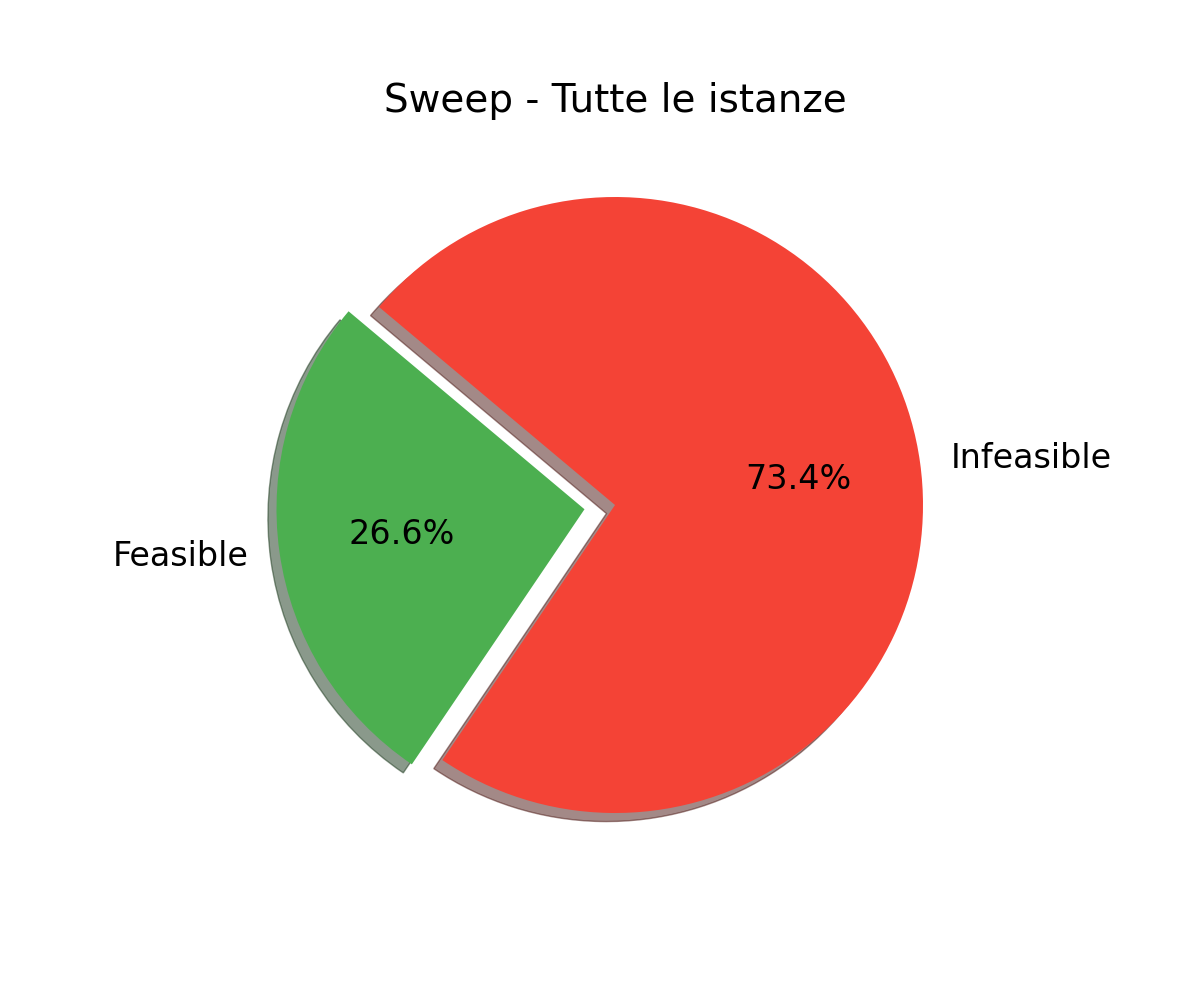 Sweep - Tutte le istanze
Infeasible
73.4%
26.6%
Feasible